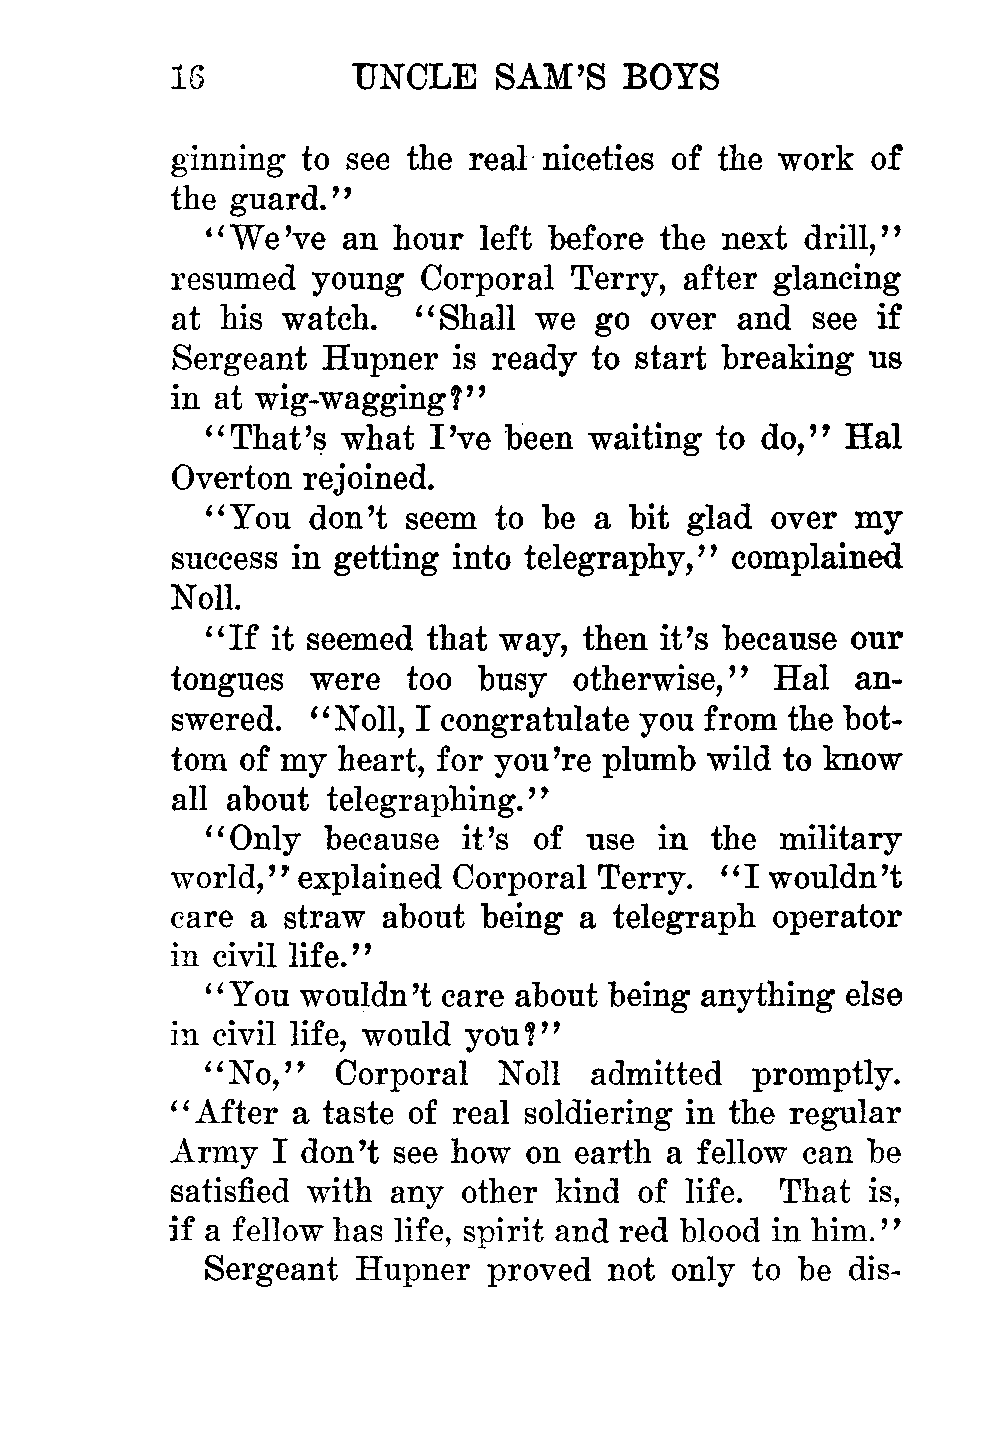 16 UNCLE SAM'S BOYS
ginning to see the real niceties of the work of
the guard."
"We've an hour left before the next drill,"
resumed young Corporal Terry, after glancing
at his watch. "Shall we go over and see if
Sergeant Hupner is ready to start breaking us
in at wig-wagging?"
"That's what I've been waiting to do," Hal
Overton rejoined.
"You don't seem to be a bit glad over my
success in getting into telegraphy," complained
Noll.
"If it seemed that way, then it's because our
tongues were too busy otherwise," Hal an-
swered. "Noll, I congratulate you from the bot-
tom of my heart, for you're plumb wild to know
all about telegraphing."
"Only because it's of use in the military
world," explained Corporal Terry. "I wouldn't
care a straw about being a telegraph operator
in civil life."
"You wouldn't care about being anything else
in civil life, would you?"
"No," Corporal Noll admitted promptly.
"After a taste of real soldiering in the regular
Army I don't see how on earth a fellow can be
satisfied with any other kind of life. That is,
if a fellow has life, spirit and red blood in him."
Sergeant Hupner proved not only to be dis-